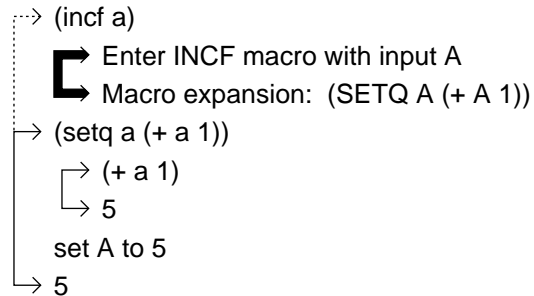 (incf a)
Enter INCF macro with input A
Macro expansion: (SETQ A (+ A 1))
(setq a (+ a 1))
(+ a 1)
5
set A to 5
5